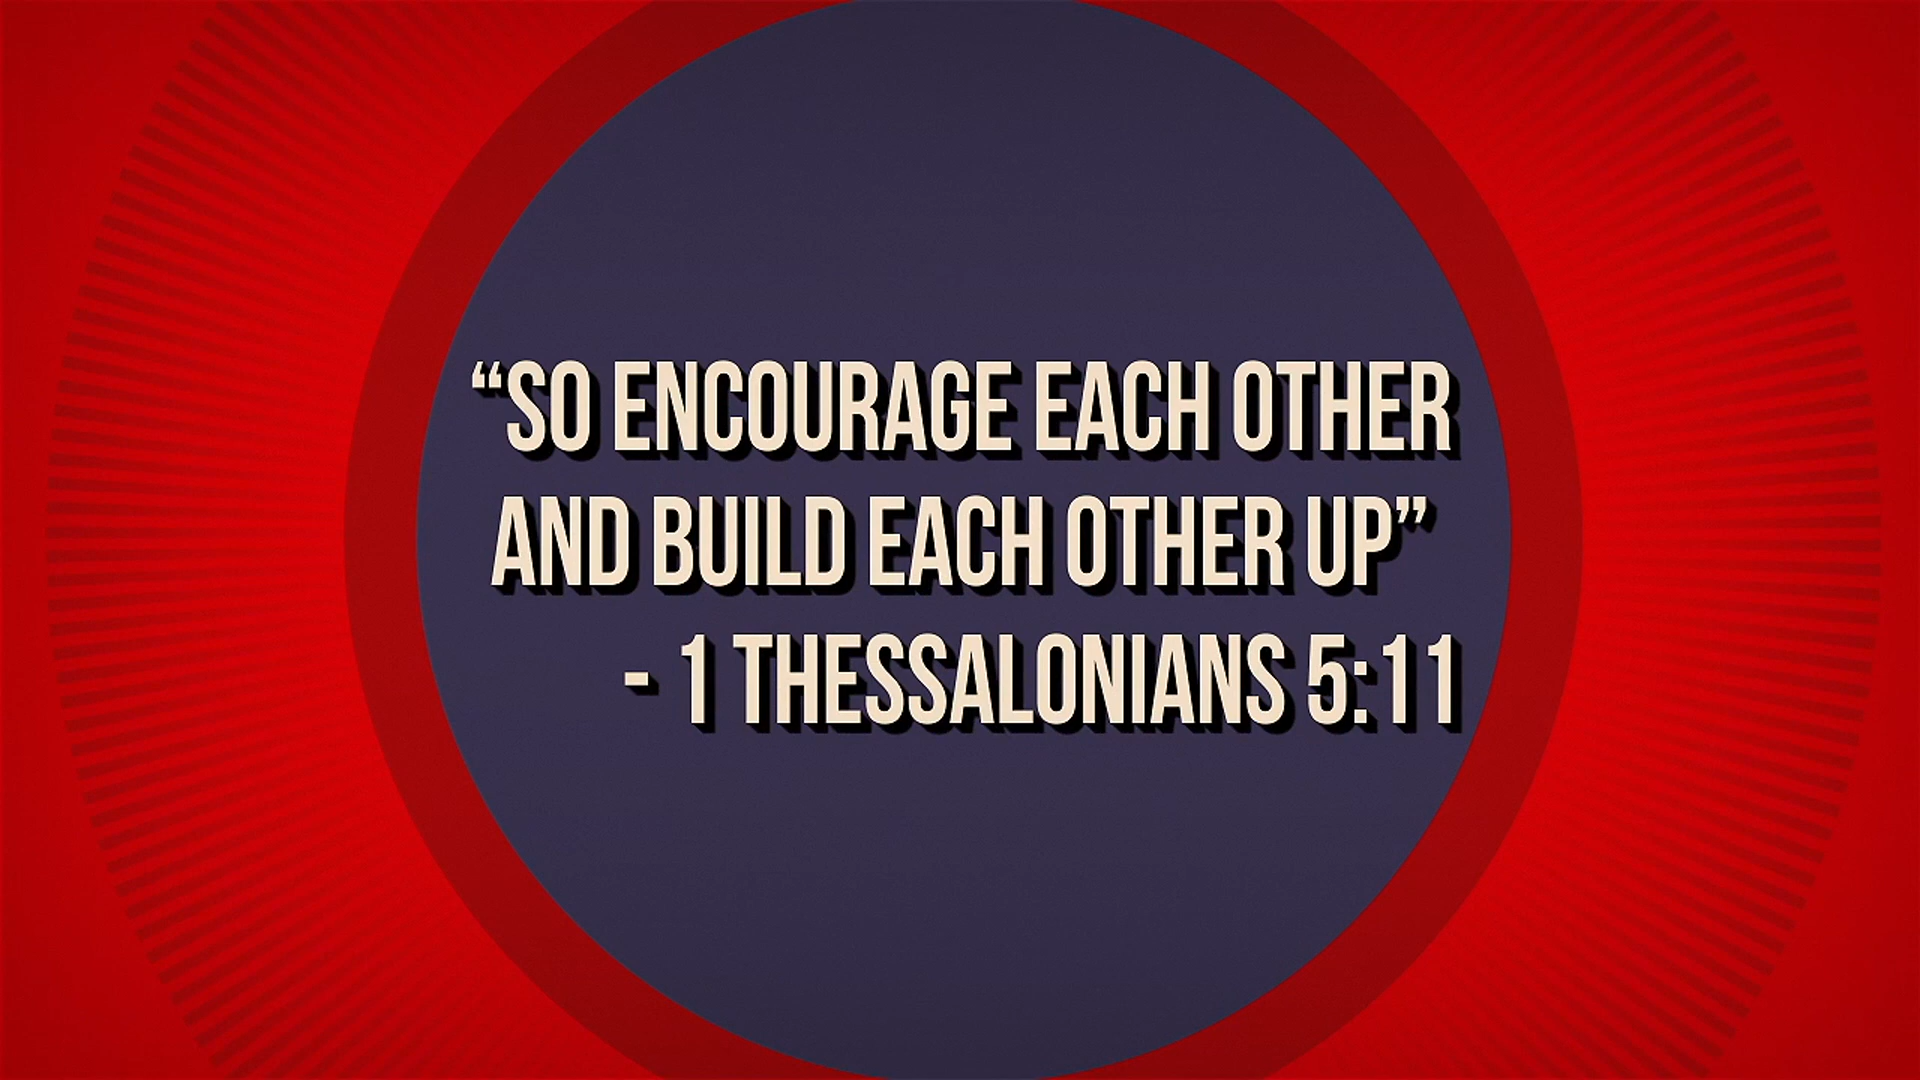 “SO ENCOURAGE EACH OTHER
AND BUILD EACH OTHER UP”
- 1 THESSALONIANS 5:11